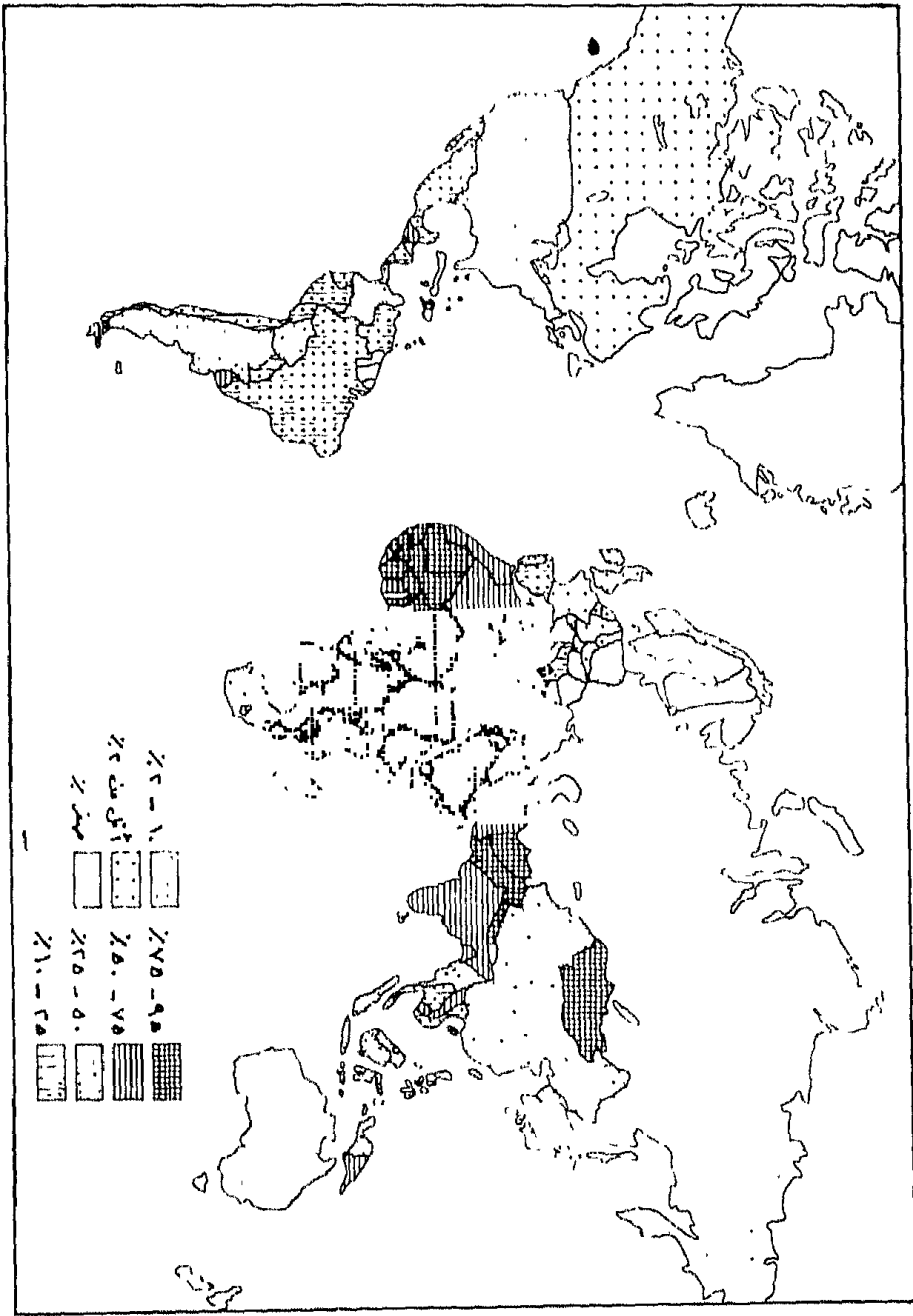 ٪٧٥ – ٩٥
٪٥٠ – ٧٥
٪٢٥ – ٥٠
٪١٠ – ٢٥
٪٢ – ١٠
أقل من ٢٪
صفر ٪